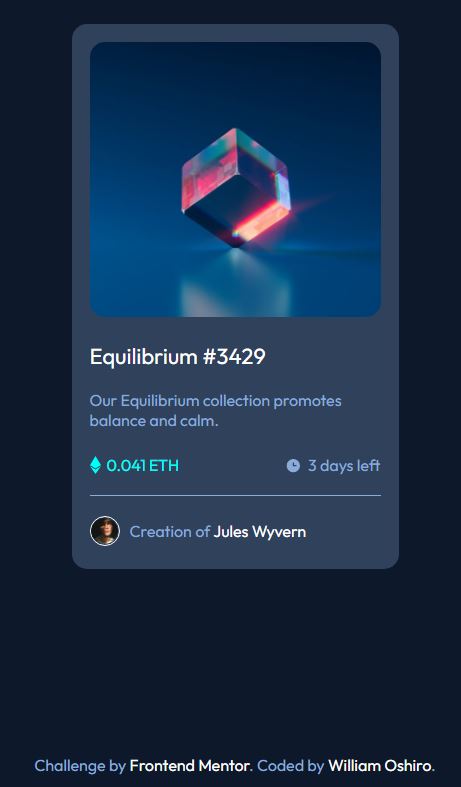 Equilibrium #3429
Our Equilibrium collection promotes
balance and calm.
0.041 ETH
3 days left
Creation of Jules Wyvern
Challenge by Frontend Mentor. Coded by William Oshiro.